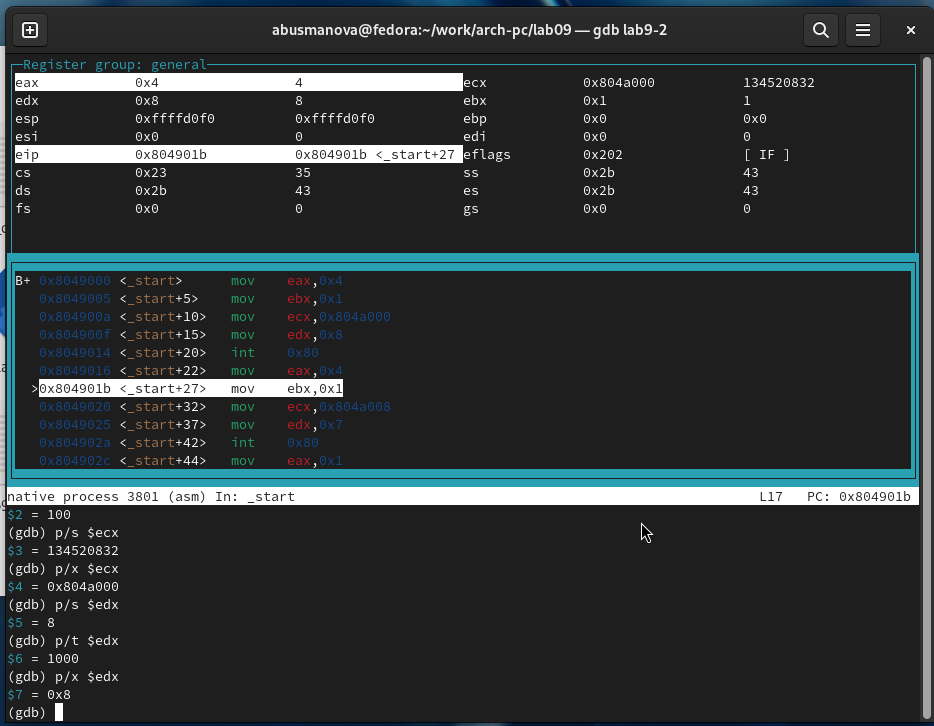 abusmanova@fedora:~/work/arch-pc/lab09 — gdb lab9-2
Register group: general
eax 0x4 4 ecx 0x804a000 134520832
edx 0x8 8 ebx 0x1 1
esp 0xffffd0f0 0xffffd0f0 ebp 0x0 0x0
esi 0x0 0 edi 0x0 0
eip 0x804901b 0x804901b <_start+27 eflags 0x202 [ IF ]
cs 0x23 35 ss 0x2b 43
ds 0x2b 43 es 0x2b 43
fs 0x0 0 gs 0x0 0
B+ 0x8049000 <_start> mov eax,0x4
0x8049005 <_start+5> mov ebx,0x1
0x804900a <_start+10> mov ecx,0x804a000
0x804900f <_start+15> mov edx,0x8
0x8049014 <_start+20> int 0x80
0x8049016 <_start+22> mov eax,0x4
>0x804901b <_start+27> mov ebx,0x1
0x8049020 <_start+32> mov ecx,0x804a008
0x8049025 <_start+37> mov edx,0x7
0x804902a <_start+42> int 0x80
0x804902c <_start+44> mov eax,0x1
native process 3801 (asm) In: _start L17 PC: 0x804901b
$2 = 100
(gdb) p/s $ecx
$3 = 134520832
(gdb) p/x $ecx
$4 = 0x804a000
(gdb) p/s $edx
$5 = 8
(gdb) p/t $edx
$6 = 1000
(gdb) p/x $edx
$7 = 0x8
(gdb)